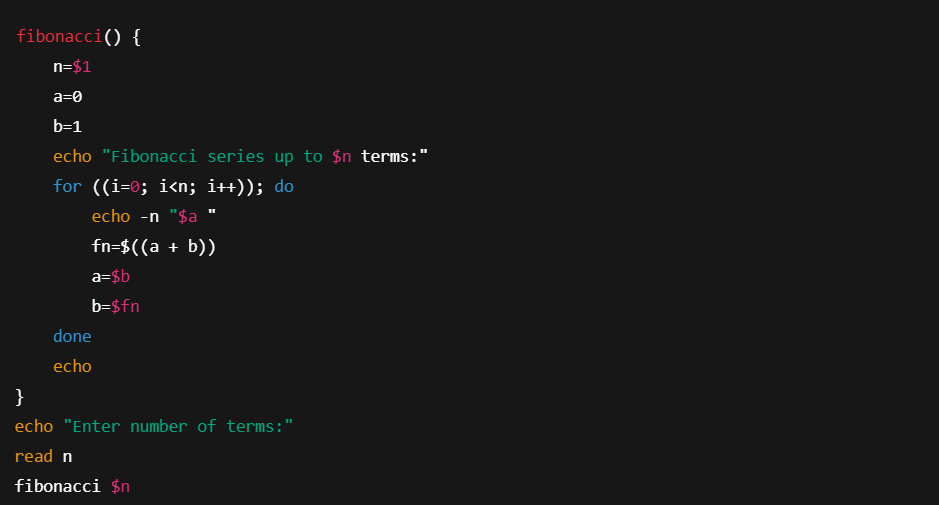 fibonacci() {
    n=$1
    a=0
    b=1
    echo "Fibonacci series up to $n terms:"
    for ((i=0; i<n; i++)); do
        echo -n "$a "
        fn=$((a + b))
        a=$b
        b=$fn
    done
    echo
}
echo "Enter number of terms:"
read n
fibonacci $n